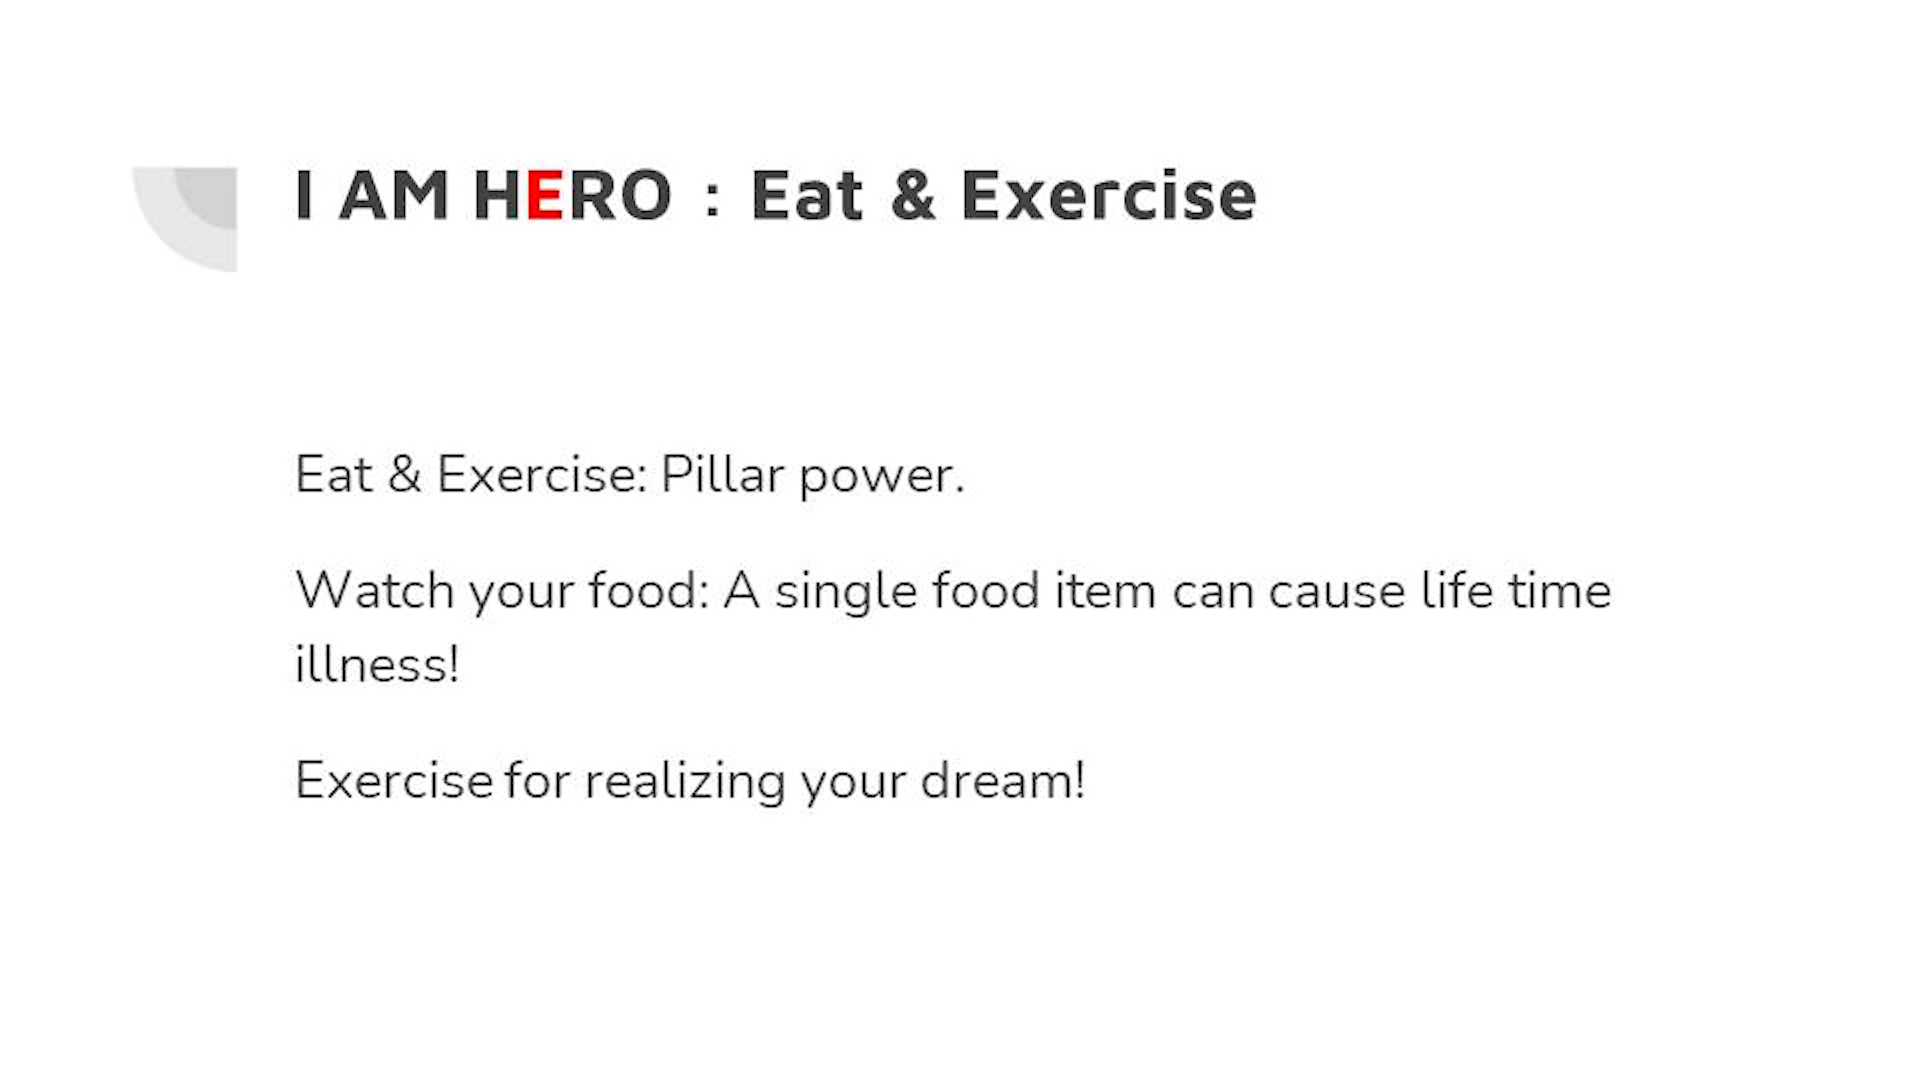 I AM HERO : Eat & Exercise
Eat & Exercise: Pillar power.
Watch your food: A single food item can cause life time
illness!
Exercise for realizing your dream!